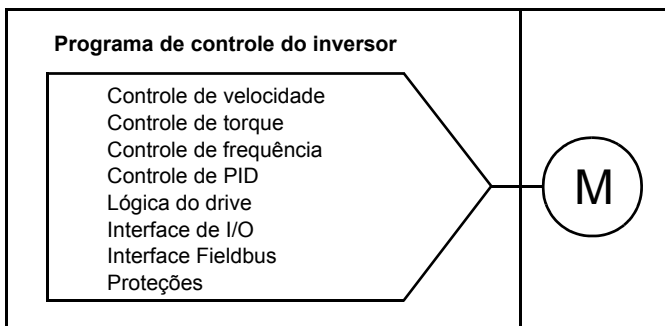 Programa de controle do inversor
Controle de velocidade
Controle de torque
Controle de frequência
Controle de PID
Lógica do drive
Interface de I/O
Interface Fieldbus
Proteções
M